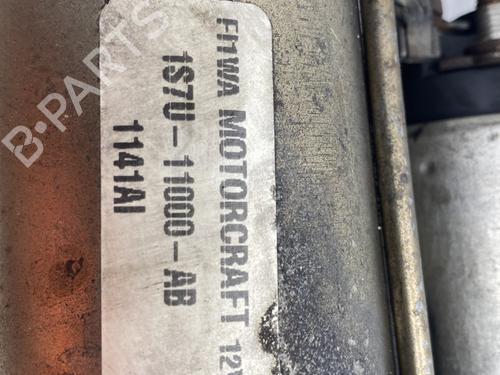 FI1WA MOTORCRAFT 12V
1S7U-11000-AB
1141AI
B-PARTS